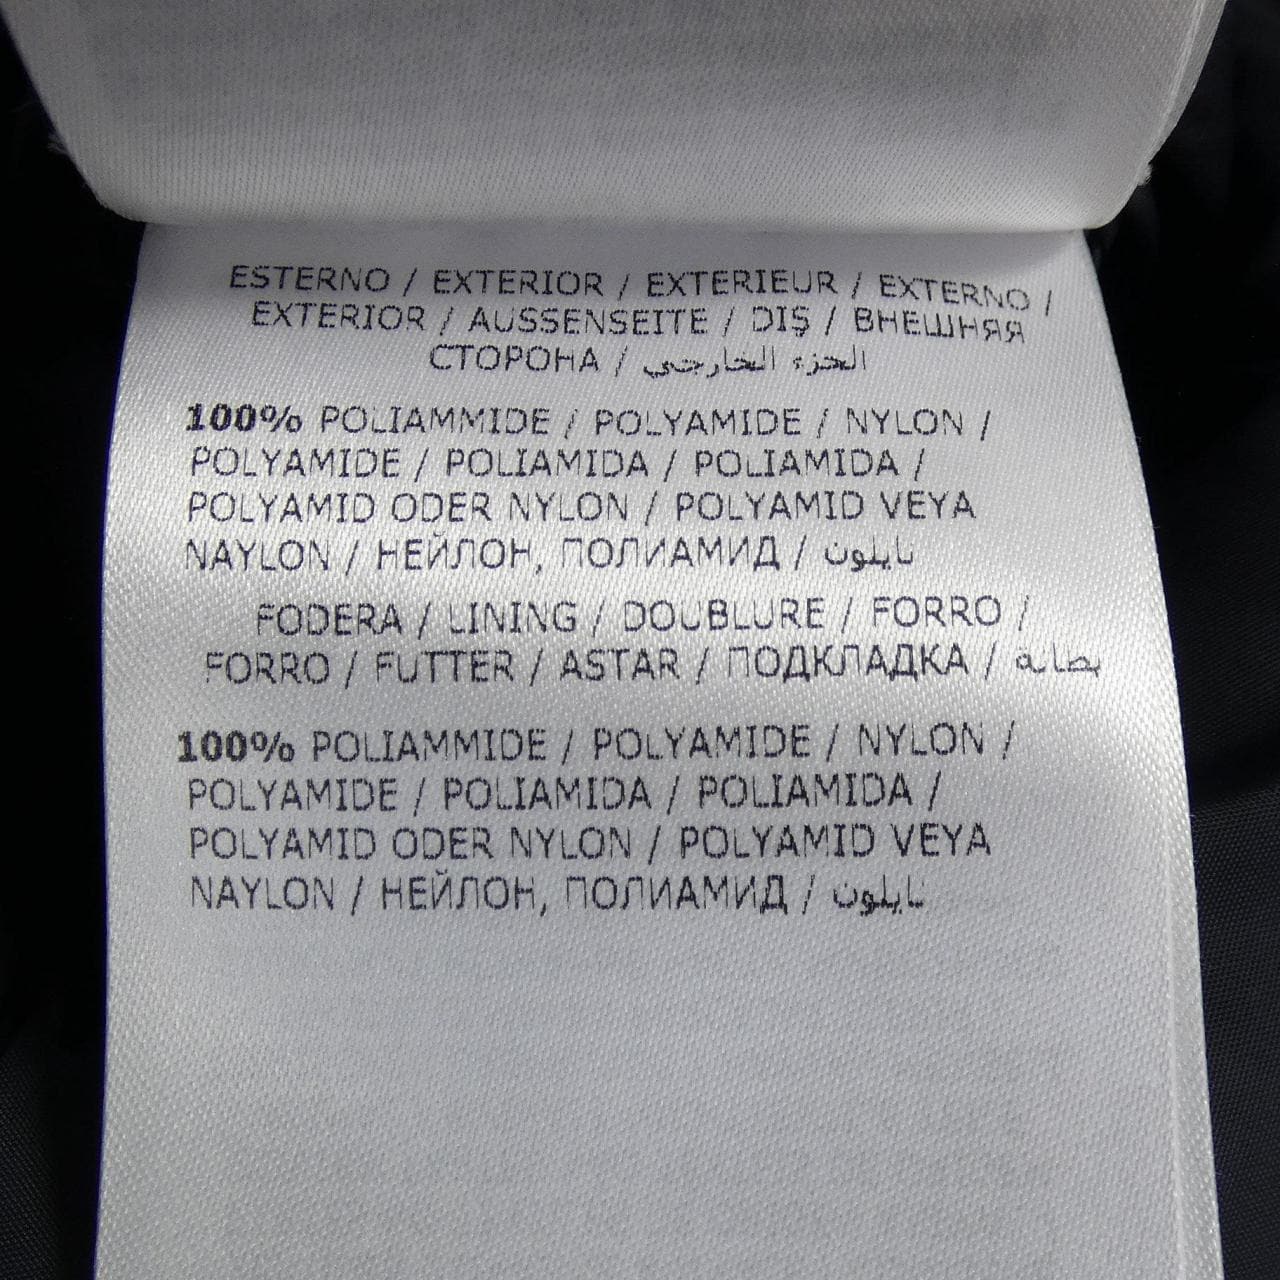 ESTERNO / EXTERIOR / EXTERIEUR / EXTERNO /
EXTERIOR / AUSSENSEITE / DIŞ / ВНЕШНЯЯ
СТОРОНА / الجزء الخارجي
100% POLIAMMIDE / POLYAMIDE / NYLON /
POLYAMIDE / POLIAMIDA / POLIAMIDA /
POLYAMID ODER NYLON / POLYAMID VEYA
NAYLON / НЕЙЛОН, ПОЛИАМИД / نايلون
FODERA / LINING / DOUBLURE / FORRO /
FORRO / FUTTER / ASTAR / ПОДКЛАДКА / بطانة
100% POLIAMMIDE / POLYAMIDE / NYLON /
POLYAMIDE / POLIAMIDA / POLIAMIDA /
POLYAMID ODER NYLON / POLYAMID VEYA
NAYLON / НЕЙЛОН, ПОЛИАМИД / نايلون